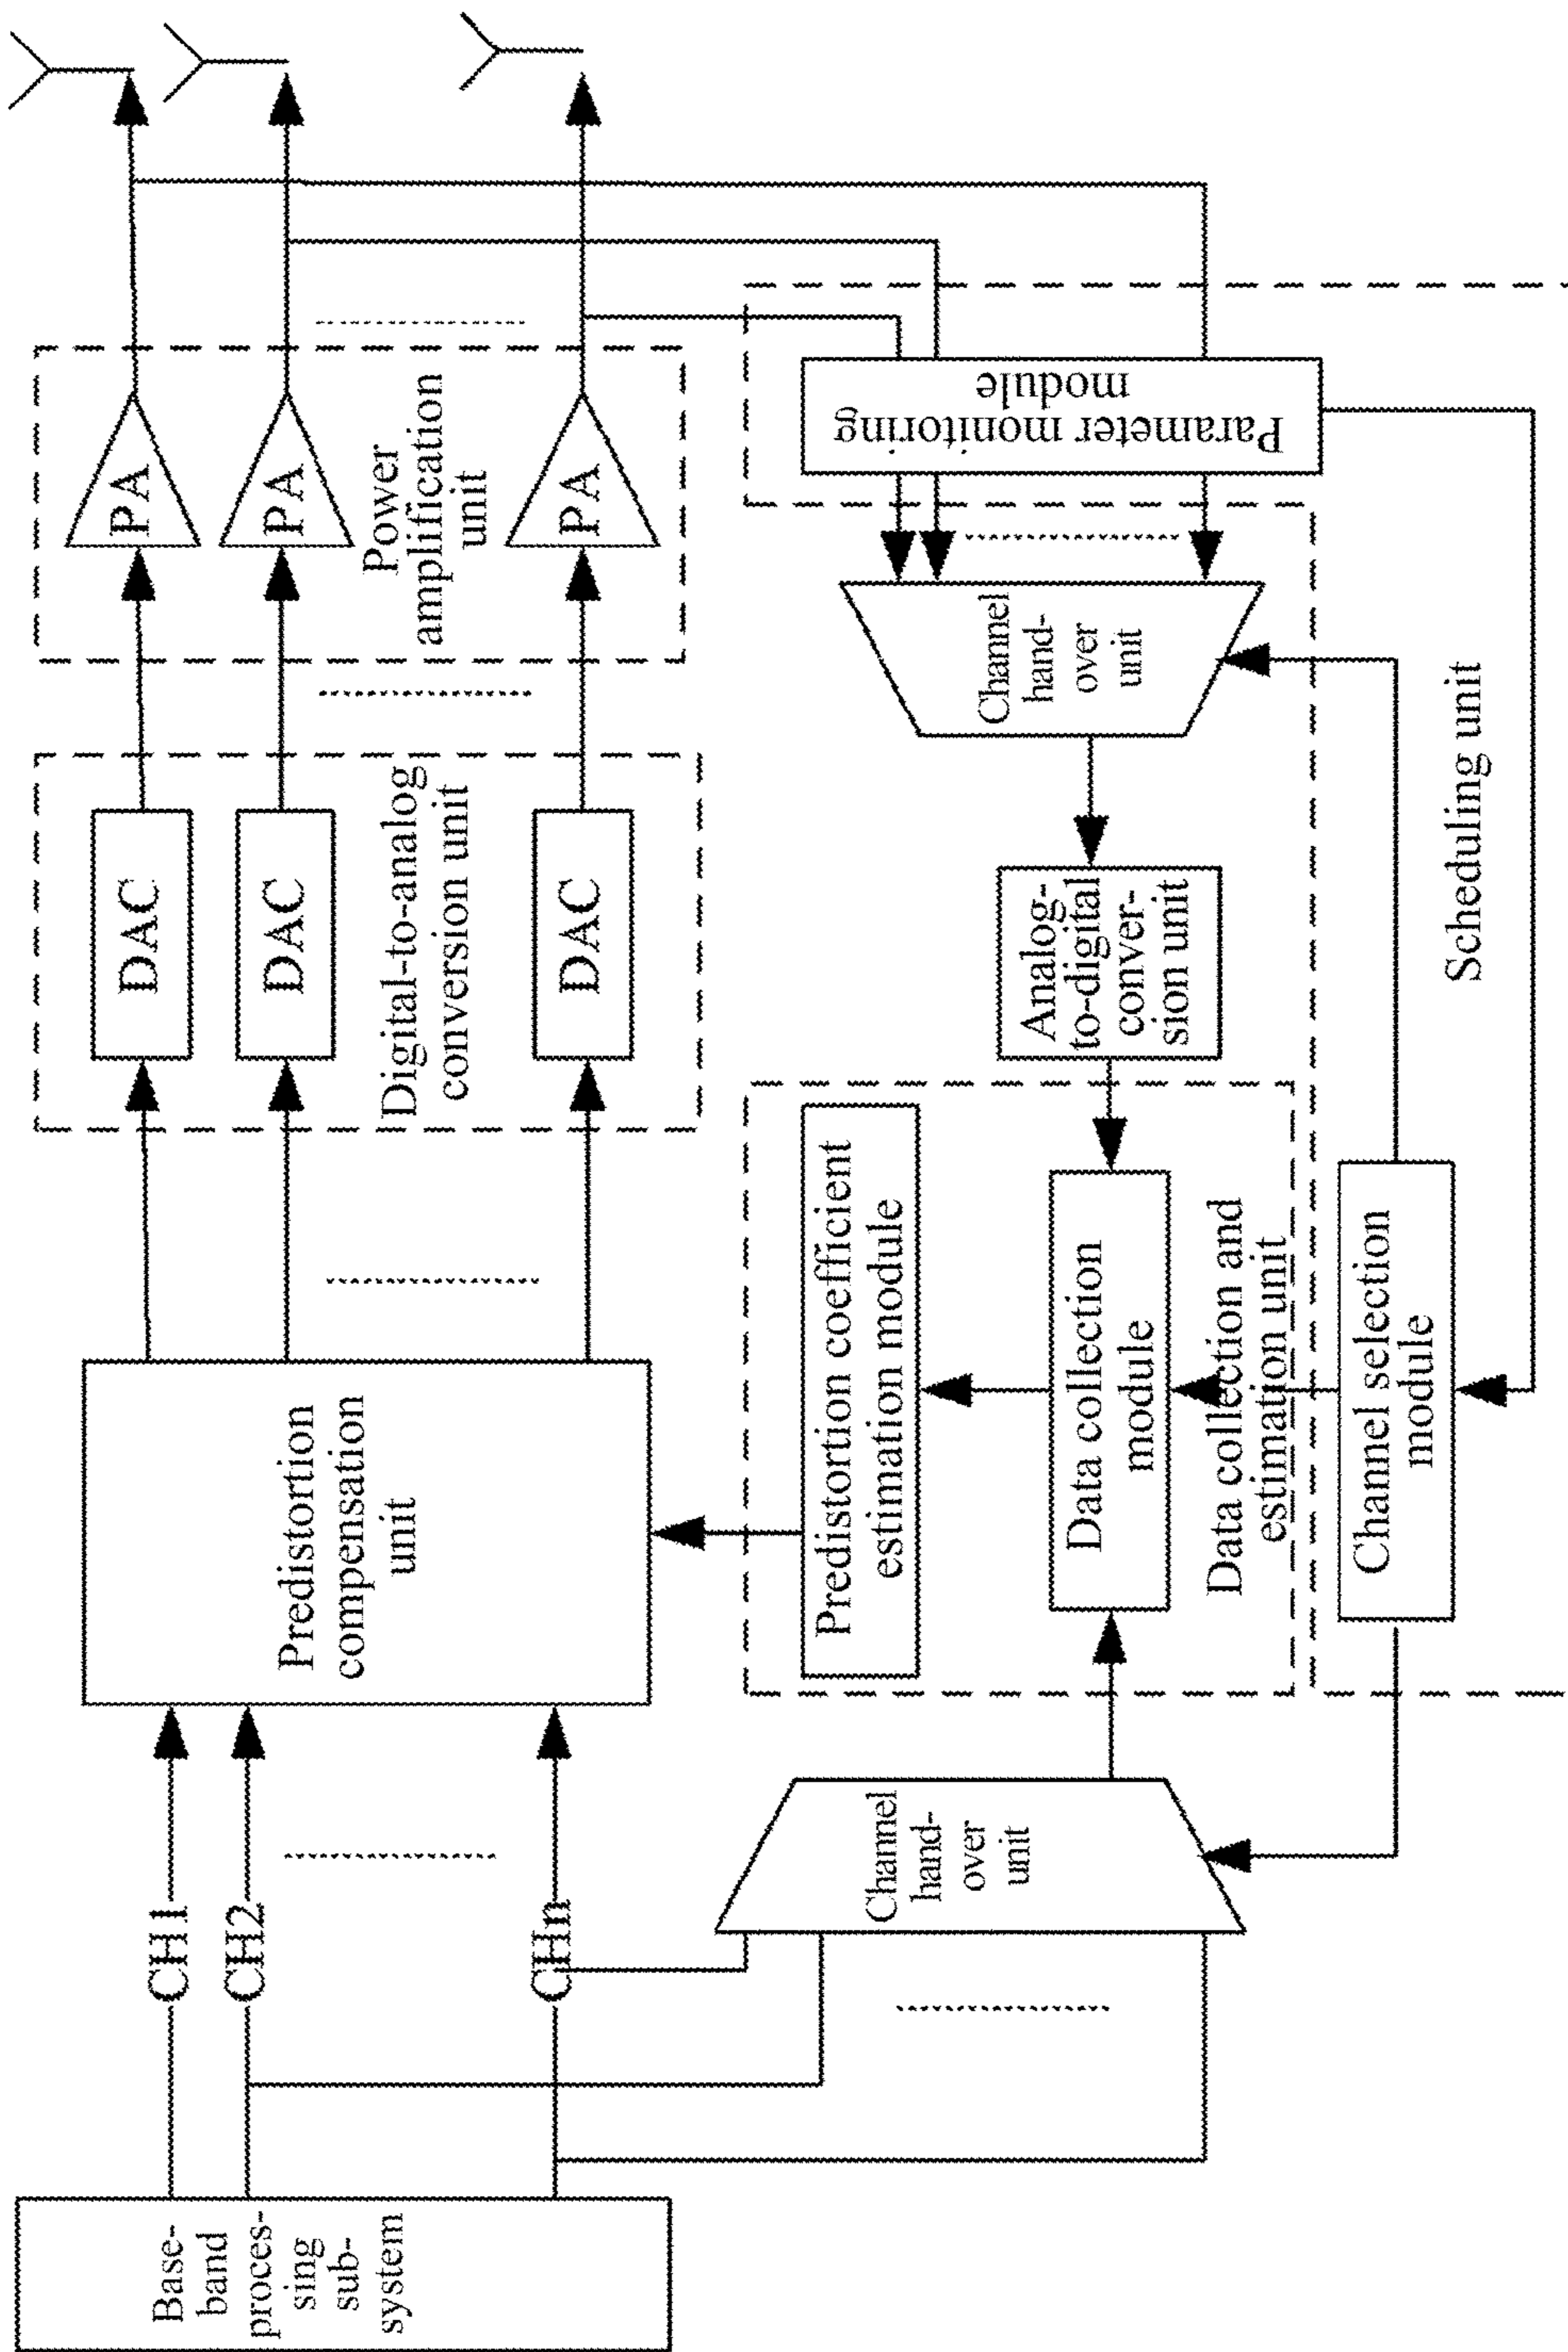 Base-
band
proces-
sing
sub-
system
CH1
CH2
CHn
Predistortion
compensation
unit
DAC
DAC
DAC
Digital-to-analog
conversion unit
PA
PA
PA
Power
amplification
unit
Channel
hand-
over
unit
Predistortion coefficient
estimation module
Data collection
module
Data collection and
estimation unit
Analog-
to-digital
conver-
sion unit
Channel
hand-
over
unit
Parameter monitoring
module
Channel selection
module
Scheduling unit